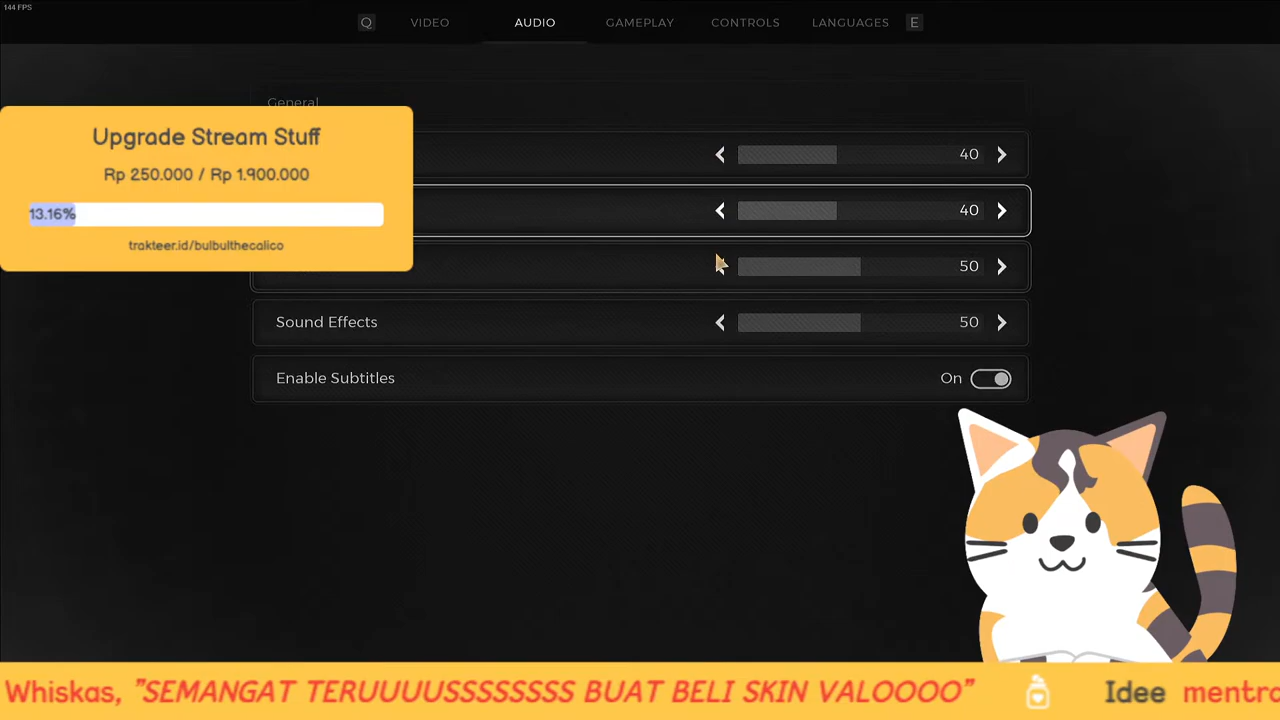 144 FPS
Q VIDEO AUDIO GAMEPLAY CONTROLS LANGUAGES E
General
Upgrade Stream Stuff
Rp 250.000 / Rp 1.900.000
13.16%
trakteer.id/bulbulthecalico
40
40
50
Sound Effects 50
Enable Subtitles On
Whiskas, "SEMANGAT TERUUUUSSSSSSSS BUAT BELI SKIN VALOOOO" Idee mentra